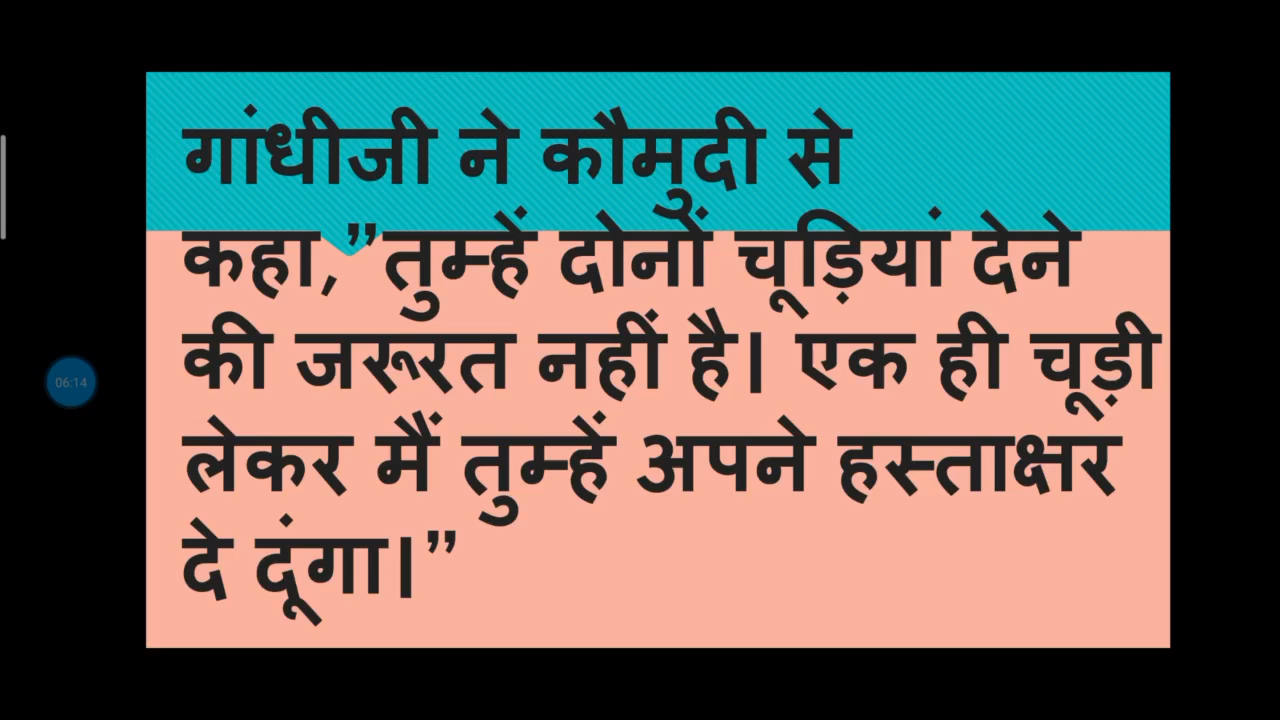 गांधीजी ने कौमुदी से
कहा,”तुम्हें दोनों चूड़ियां देने
की जरूरत नहीं है। एक ही चूड़ी
लेकर मैं तुम्हें अपने हस्ताक्षर
दे दूंगा।”
06:14